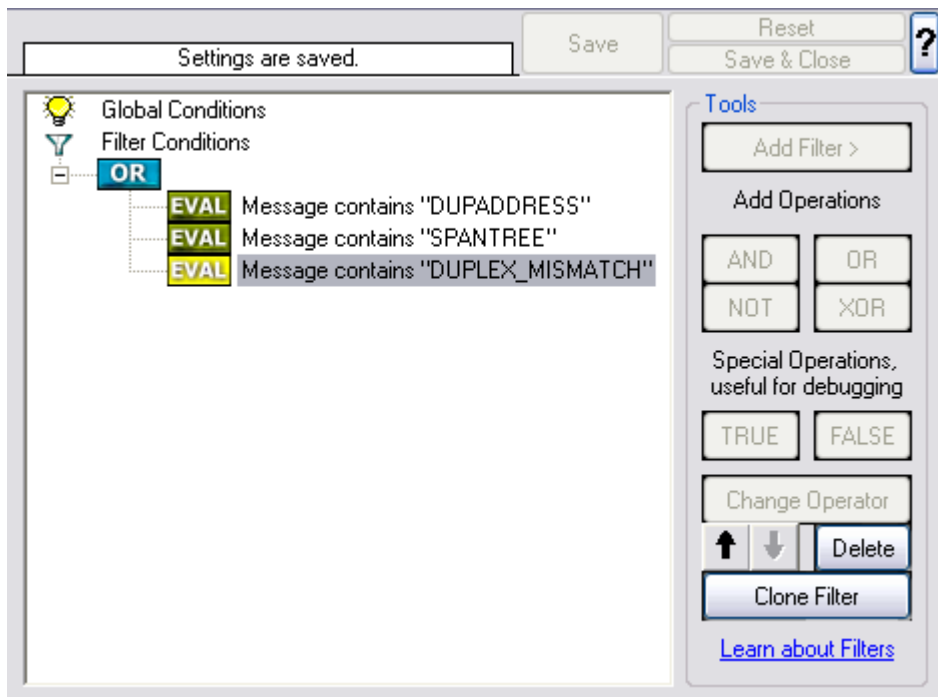 Settings are saved.
Save
Reset
Save & Close
?
Global Conditions
Filter Conditions
OR
EVAL Message contains "DUPADDRESS"
EVAL Message contains "SPANTREE"
EVAL Message contains "DUPLEX_MISMATCH"
Tools
Add Filter >
Add Operations
AND OR
NOT XOR
Special Operations,
useful for debugging
TRUE FALSE
Change Operator
Delete
Clone Filter
Learn about Filters